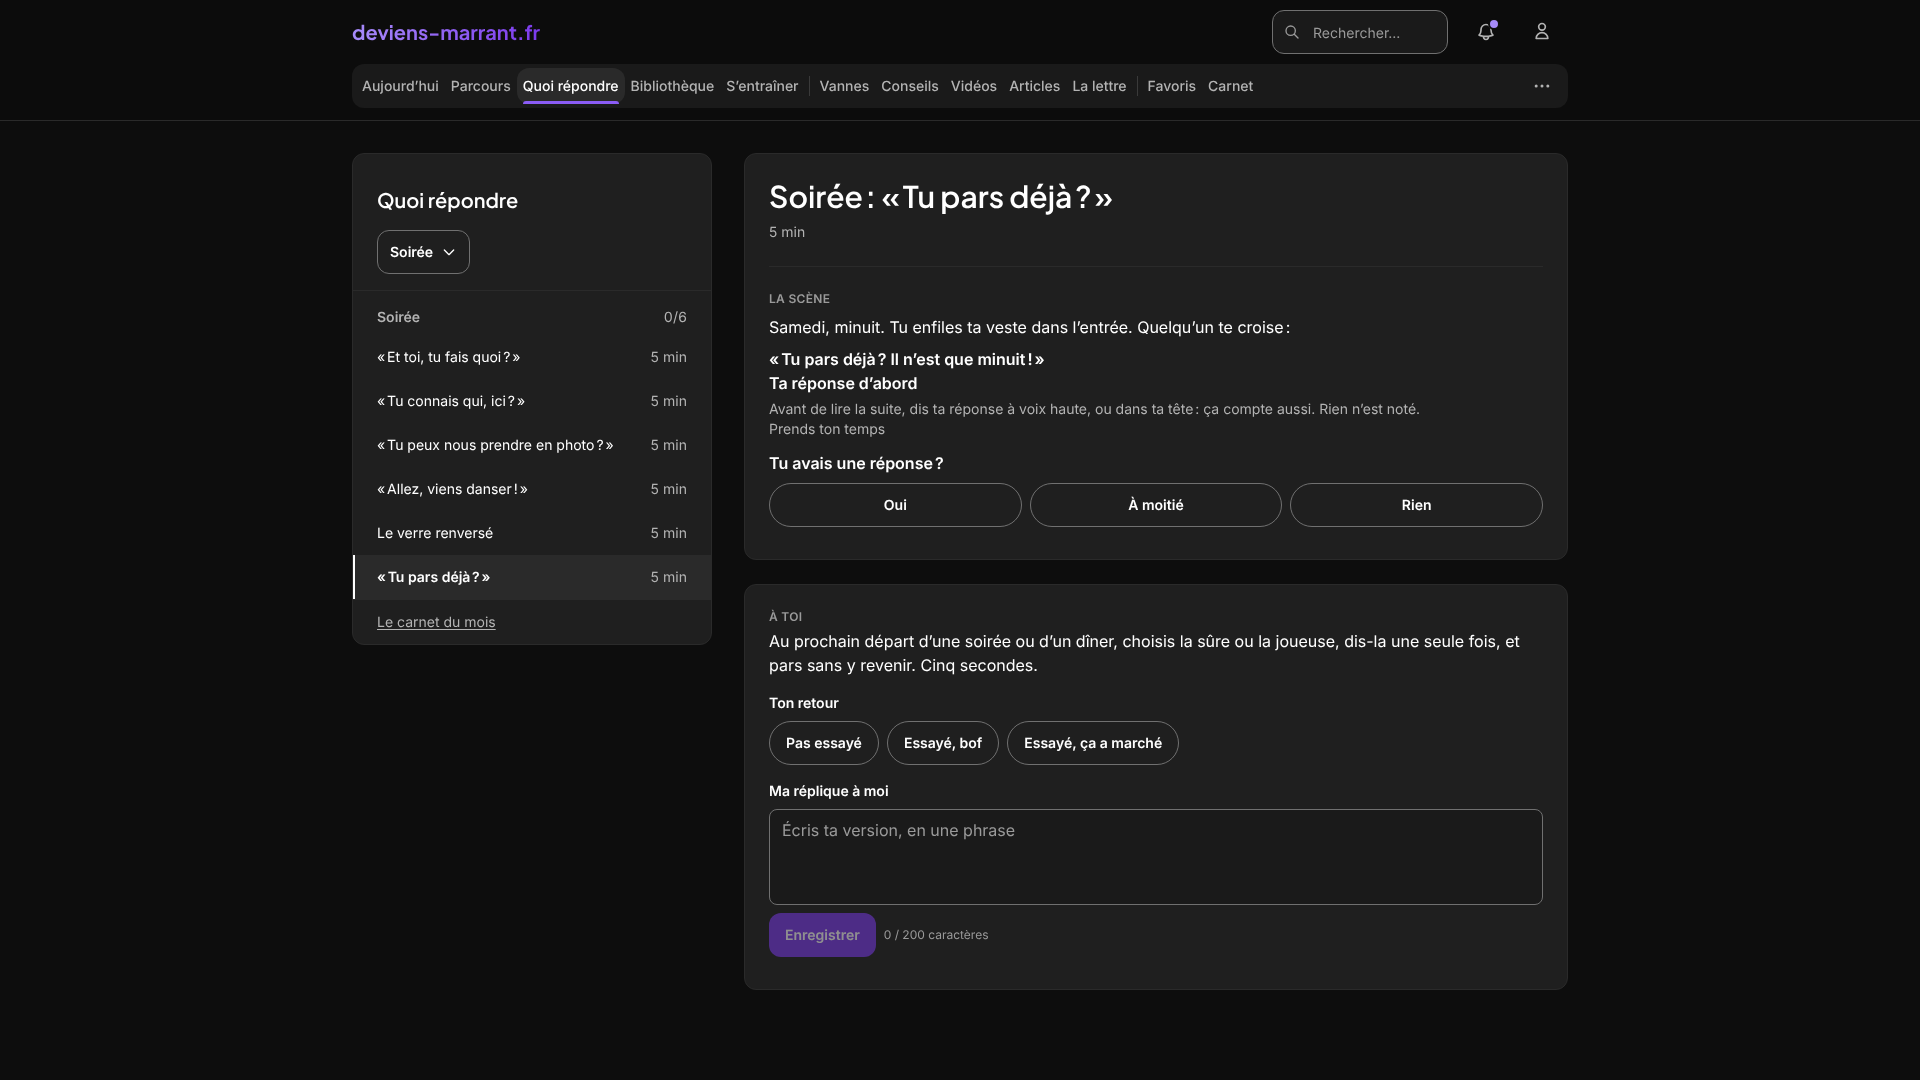 deviens-marrant.fr
Rechercher...
Aujourd’hui Parcours Quoi répondre Bibliothèque S’entraîner Vannes Conseils Vidéos Articles La lettre Favoris Carnet
Quoi répondre
Soirée
Soirée 0/6
« Et toi, tu fais quoi ? » 5 min
« Tu connais qui, ici ? » 5 min
« Tu peux nous prendre en photo ? » 5 min
« Allez, viens danser ! » 5 min
Le verre renversé 5 min
« Tu pars déjà ? » 5 min
Le carnet du mois
Soirée : « Tu pars déjà ? »
5 min
LA SCÈNE
Samedi, minuit. Tu enfiles ta veste dans l’entrée. Quelqu’un te croise :
« Tu pars déjà ? Il n’est que minuit ! »
Ta réponse d’abord
Avant de lire la suite, dis ta réponse à voix haute, ou dans ta tête : ça compte aussi. Rien n’est noté.
Prends ton temps
Tu avais une réponse ?
Oui À moitié Rien
À TOI
Au prochain départ d’une soirée ou d’un dîner, choisis la sûre ou la joueuse, dis-la une seule fois, et
pars sans y revenir. Cinq secondes.
Ton retour
Pas essayé Essayé, bof Essayé, ça a marché
Ma réplique à moi
Écris ta version, en une phrase
Enregistrer 0 / 200 caractères